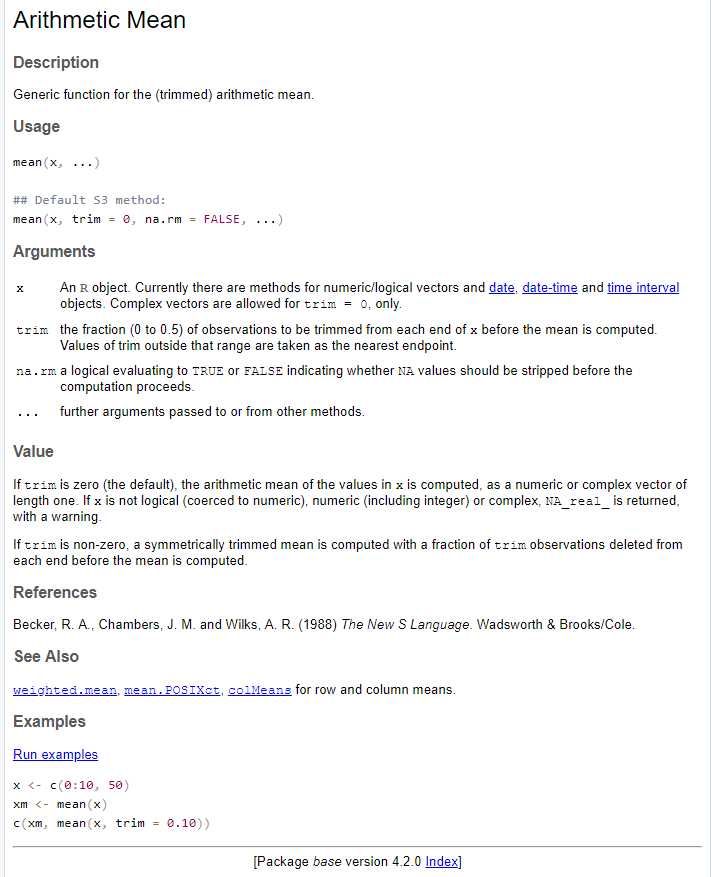 Arithmetic Mean
Description
Generic function for the (trimmed) arithmetic mean.
Usage
mean(x, ...)
## Default S3 method:
mean(x, trim = 0, na.rm = FALSE, ...)
Arguments
x An R object. Currently there are methods for numeric/logical vectors and date, date-time and time interval
objects. Complex vectors are allowed for trim = 0, only.
trim the fraction (0 to 0.5) of observations to be trimmed from each end of x before the mean is computed.
Values of trim outside that range are taken as the nearest endpoint.
na.rm a logical evaluating to TRUE or FALSE indicating whether NA values should be stripped before the
computation proceeds.
... further arguments passed to or from other methods.
Value
If trim is zero (the default), the arithmetic mean of the values in x is computed, as a numeric or complex vector of
length one. If x is not logical (coerced to numeric), numeric (including integer) or complex, NA_real_ is returned,
with a warning.
If trim is non-zero, a symmetrically trimmed mean is computed with a fraction of trim observations deleted from
each end before the mean is computed.
References
Becker, R. A., Chambers, J. M. and Wilks, A. R. (1988) The New S Language. Wadsworth & Brooks/Cole.
See Also
weighted.mean, mean.POSIXct, colMeans for row and column means.
Examples
Run examples
x <- c(0:10, 50)
xm <- mean(x)
c(xm, mean(x, trim = 0.10))
[Package base version 4.2.0 Index]